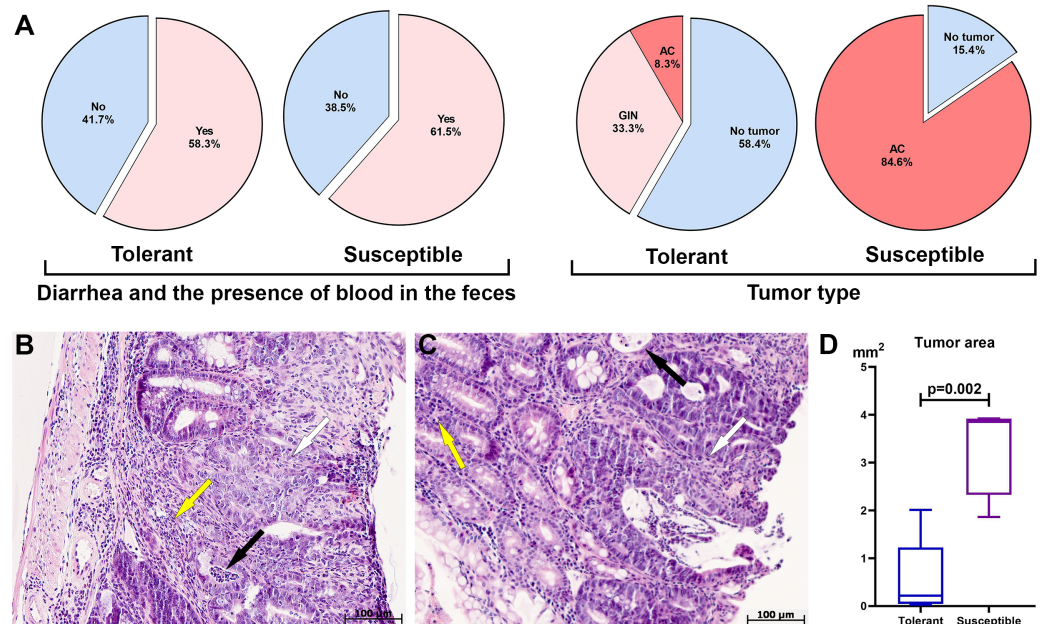 A
No
41.7%
Yes
58.3%
No
38.5%
Yes
61.5%
AC
8.3%
GIN
33.3%
No tumor
58.4%
No tumor
15.4%
AC
84.6%
Tolerant
Susceptible
Tolerant
Susceptible
Diarrhea and the presence of blood in the feces
Tumor type
B
100 µm
C
100 µm
D
Tumor area
mm²
5
4
3
2
1
0
p=0.002
Tolerant
Susceptible